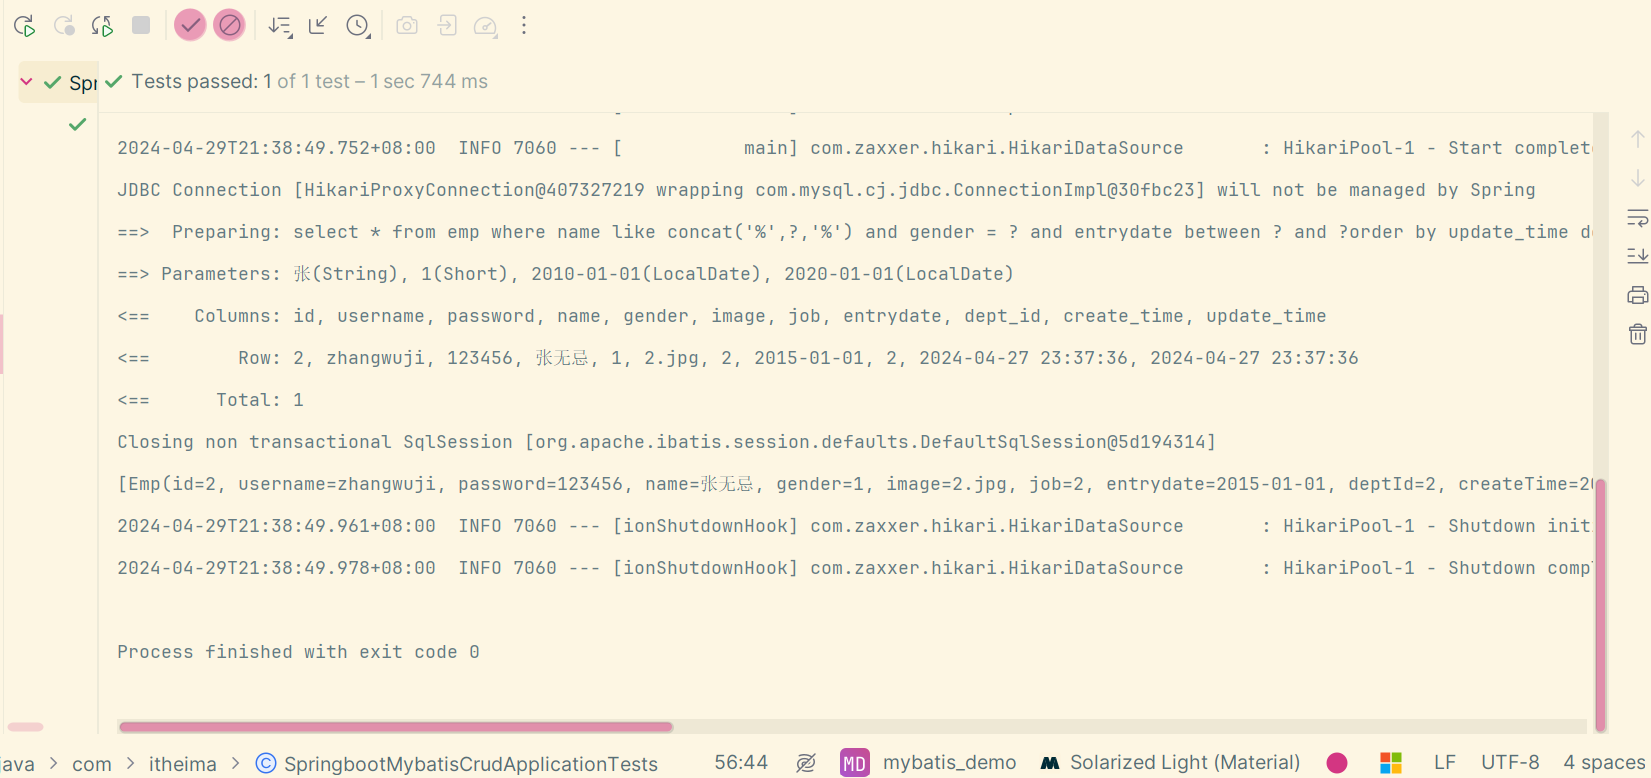 Spr
Tests passed: 1 of 1 test – 1 sec 744 ms
2024-04-29T21:38:49.752+08:00  INFO 7060 --- [           main] com.zaxxer.hikari.HikariDataSource       : HikariPool-1 - Start complet
JDBC Connection [HikariProxyConnection@407327219 wrapping com.mysql.cj.jdbc.ConnectionImpl@30fbc23] will not be managed by Spring
==>  Preparing: select * from emp where name like concat('%',?,'%') and gender = ? and entrydate between ? and ?order by update_time d
==> Parameters: 张(String), 1(Short), 2010-01-01(LocalDate), 2020-01-01(LocalDate)
<==    Columns: id, username, password, name, gender, image, job, entrydate, dept_id, create_time, update_time
<==        Row: 2, zhangwuji, 123456, 张无忌, 1, 2.jpg, 2, 2015-01-01, 2, 2024-04-27 23:37:36, 2024-04-27 23:37:36
<==      Total: 1
Closing non transactional SqlSession [org.apache.ibatis.session.defaults.DefaultSqlSession@5d194314]
[Emp(id=2, username=zhangwuji, password=123456, name=张无忌, gender=1, image=2.jpg, job=2, entrydate=2015-01-01, deptId=2, createTime=20
2024-04-29T21:38:49.961+08:00  INFO 7060 --- [ionShutdownHook] com.zaxxer.hikari.HikariDataSource       : HikariPool-1 - Shutdown init
2024-04-29T21:38:49.978+08:00  INFO 7060 --- [ionShutdownHook] com.zaxxer.hikari.HikariDataSource       : HikariPool-1 - Shutdown comp
Process finished with exit code 0
java > com > itheima > SpringbootMybatisCrudApplicationTests 56:44 MD mybatis_demo Solarized Light (Material) LF UTF-8 4 spaces